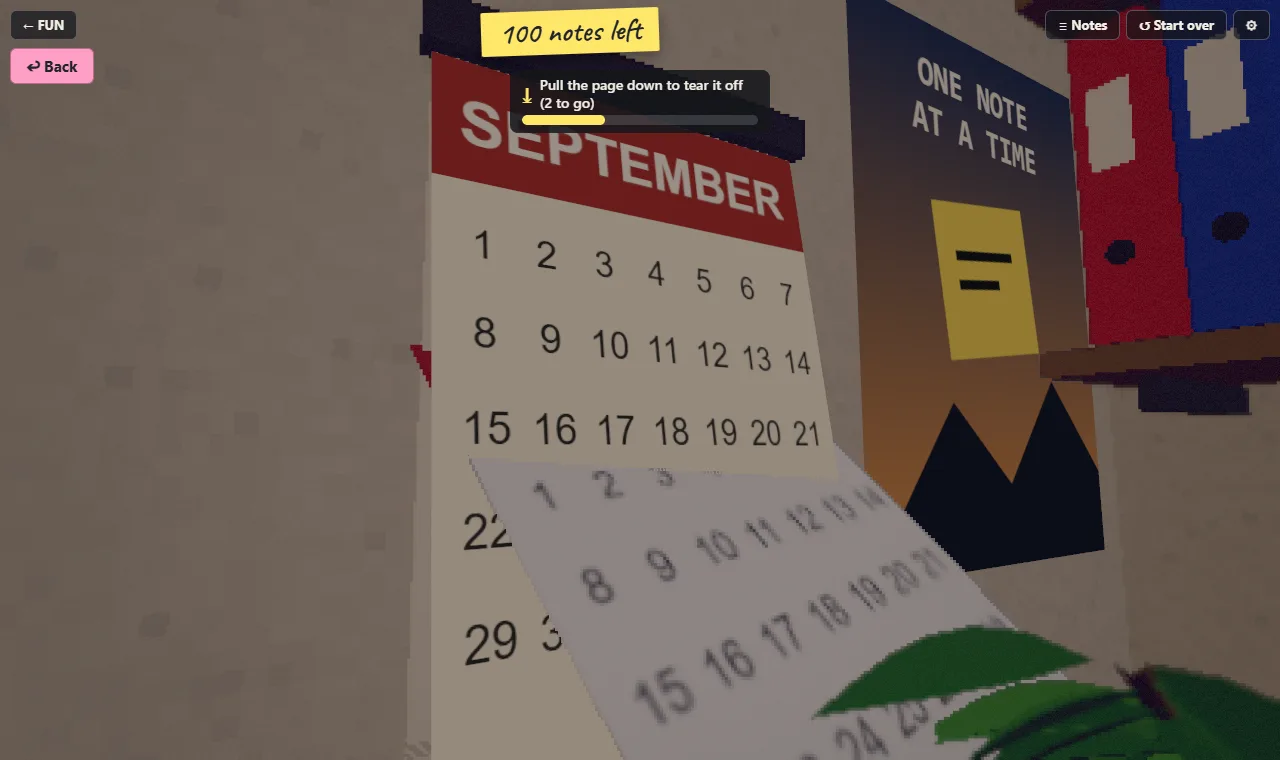 ← FUN
↩ Back
100 notes left
Pull the page down to tear it off
(2 to go)
≡ Notes
↺ Start over
SEPTEMBER
1 2 3 4 5 6 7
8 9 10 11 12 13 14
15 16 17 18 19 20 21
22
29
1 2 3
8 9 10 11 12 13 14
15 16 17 18 19 20 21
24 25
ONE NOTE
AT A TIME